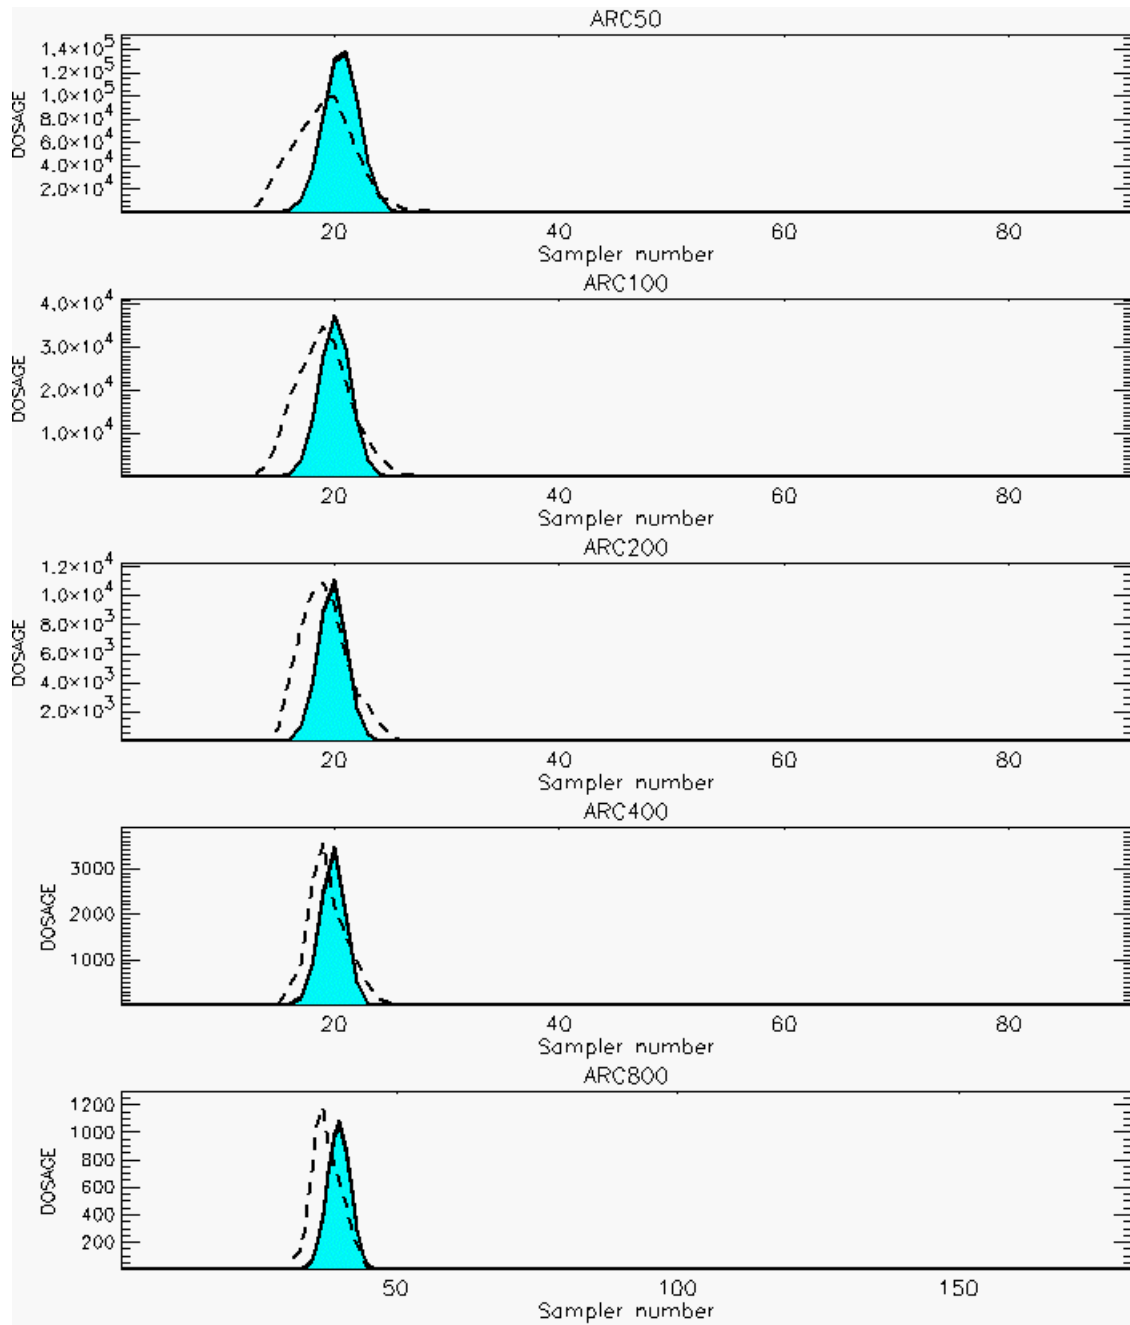 ARC50
1.4×10⁵
1.2×10⁵
1.0×10⁵
8.0×10⁴
6.0×10⁴
4.0×10⁴
2.0×10⁴
DOSAGE
20 40 60 80
Sampler number
ARC100
4.0×10⁴
3.0×10⁴
2.0×10⁴
1.0×10⁴
DOSAGE
20 40 60 80
Sampler number
ARC200
1.2×10⁴
1.0×10⁴
8.0×10³
6.0×10³
4.0×10³
2.0×10³
DOSAGE
20 40 60 80
Sampler number
ARC400
3000
2000
1000
DOSAGE
20 40 60 80
Sampler number
ARC800
1200
1000
800
600
400
200
DOSAGE
50 100 150
Sampler number